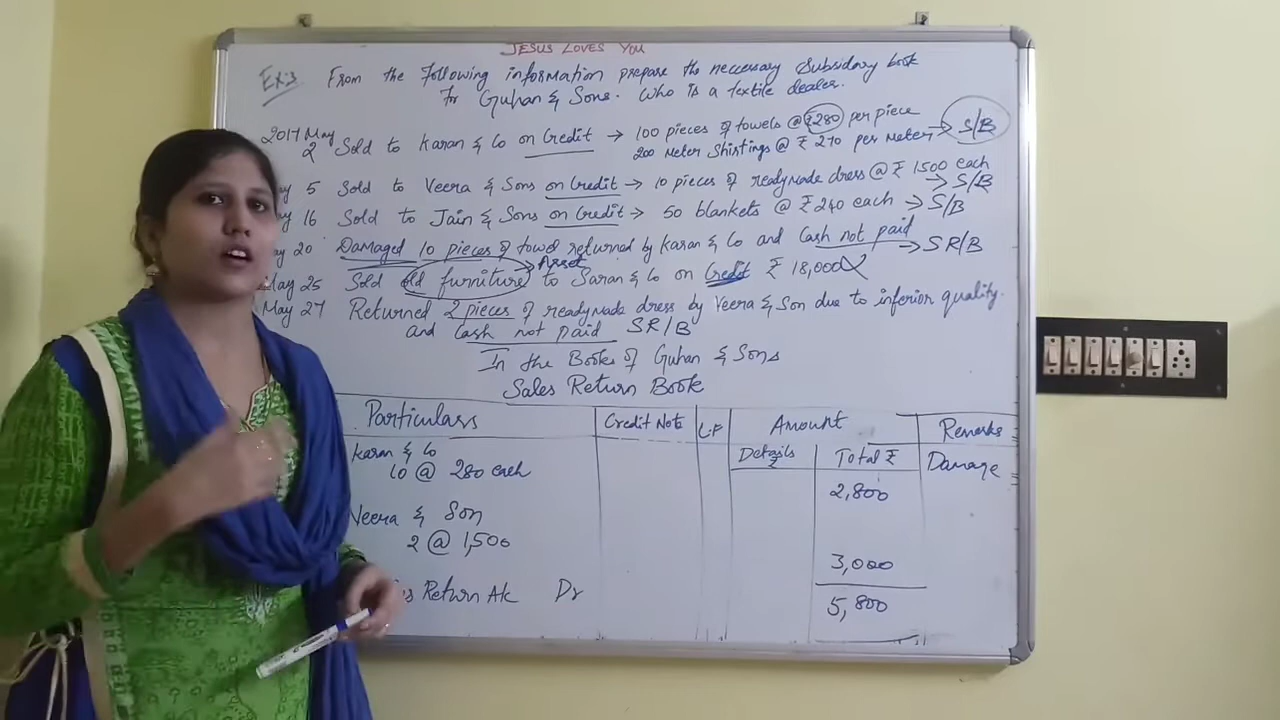 JESUS LOVES YOU
Ex:3 From the Following information prepare the neccessary Subsidary book
For Guhan & Sons. Who is a textile dealer.
2017 May
2 Sold to Karan & Co on Credit → 100 pieces of towels @ ₹280 per piece
200 Meter Shirtings @ ₹ 270 per Meter → S/B
ay 5 Sold to Veera & Sons on Credit → 10 pieces of readymade dress @ ₹ 1500 each
→ S/B
ay 16 Sold to Jain & Sons on Credit → 50 blankets @ ₹240 each → S/B
ay 20 Damaged 10 pieces of towel returned by Karan & Co and Cash not paid
→ SR/B
Asset
May 25 Sold old furniture to Saran & Co on Credit ₹ 18,000 X
May 27 Returned 2 pieces of readymade dress by Veera & Son due to inferior quality.
and Cash not paid SR/B
In the Books of Guhan & Sons
Sales Return Book
Particulars Credit Note L.F Amount Remarks
Details ₹ Total ₹
Karan & Co Damage
10 @ 280 each 2,800
Veera & Son
2 @ 1,500 3,000
es Return A/c Dr 5,800